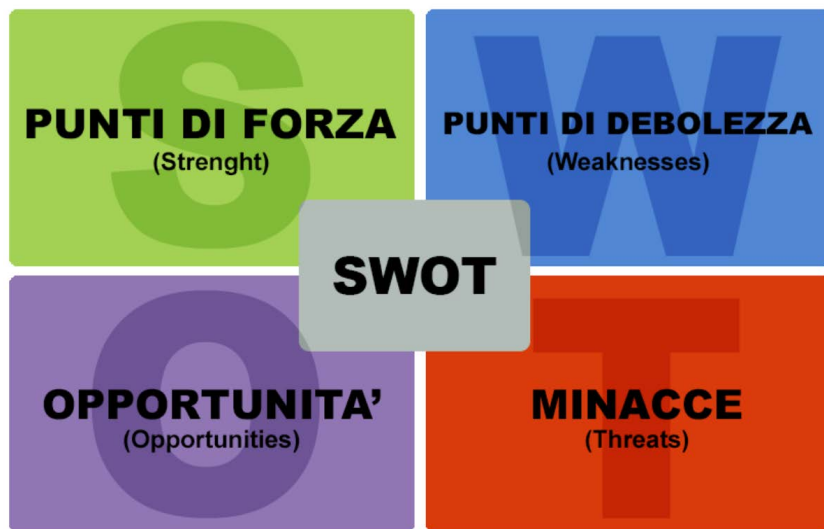 S
PUNTI DI FORZA
(Strenght)
W
PUNTI DI DEBOLEZZA
(Weaknesses)
SWOT
O
OPPORTUNITA’
(Opportunities)
T
MINACCE
(Threats)